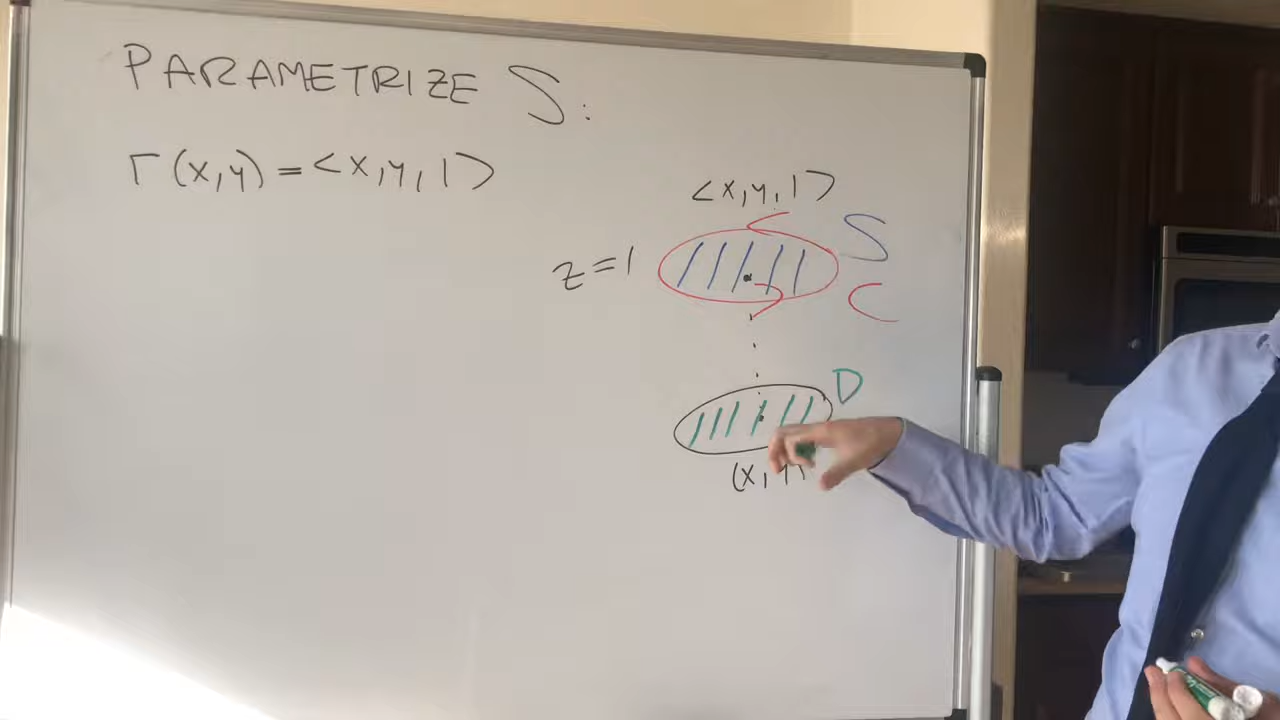 PARAMETRIZE S:
r(x,y) = <x,y,1>
<x,y,1>
S
z=1
C
D
(x,y)